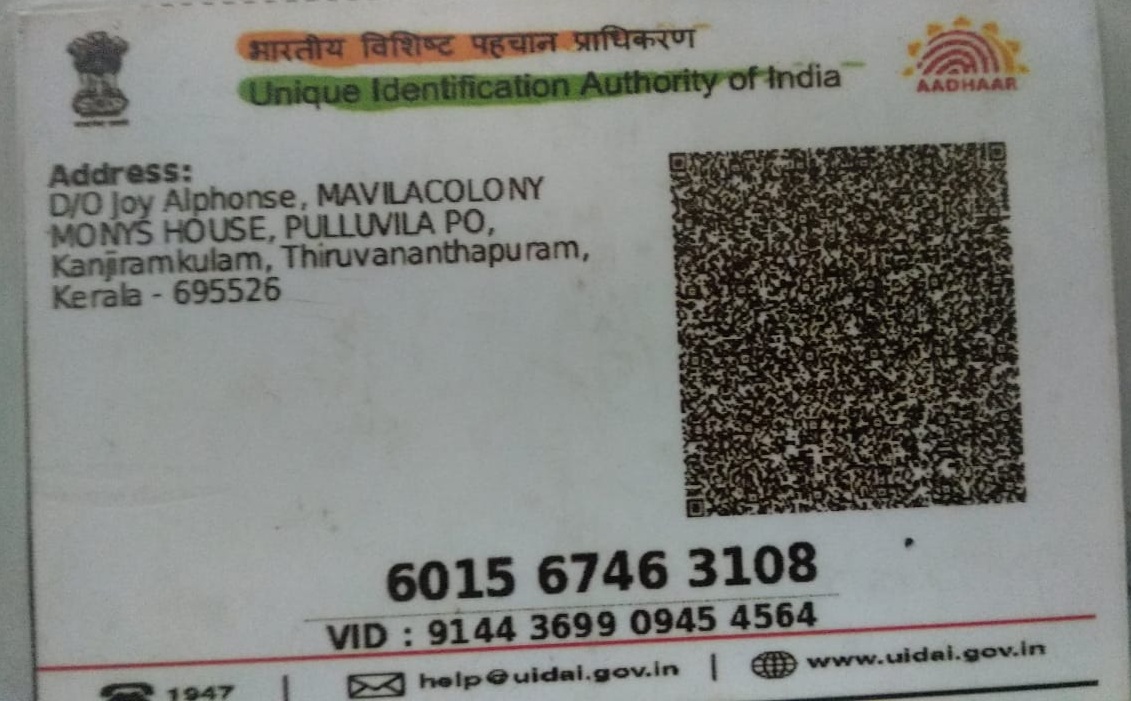 भारतीय विशिष्ट पहचान प्राधिकरण
Unique Identification Authority of India
AADHAAR
Address:
D/O Joy Alphonse, MAVILACOLONY
MONYS HOUSE, PULLUVILA PO,
Kanjiramkulam, Thiruvananthapuram,
Kerala - 695526
6015 6746 3108
VID : 9144 3699 0945 4564
1947 | help@uidai.gov.in | www.uidai.gov.in